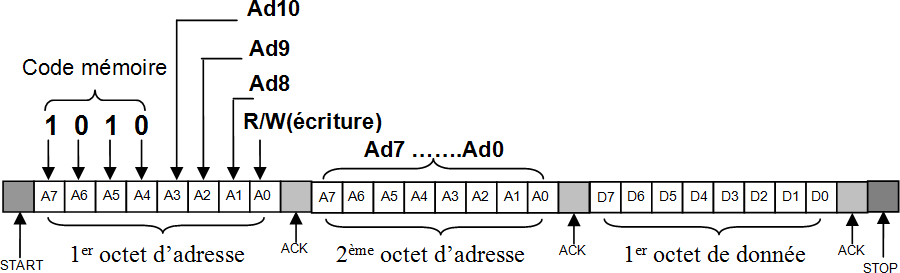 Ad10
Ad9
Code mémoire
Ad8
1 0 1 0
R/W(écriture)
Ad7 …….Ad0
A7 A6 A5 A4 A3 A2 A1 A0 A7 A6 A5 A4 A3 A2 A1 A0 D7 D6 D5 D4 D3 D2 D1 D0
1er octet d'adresse ACK 2ème octet d'adresse ACK 1er octet de donnée ACK
START STOP